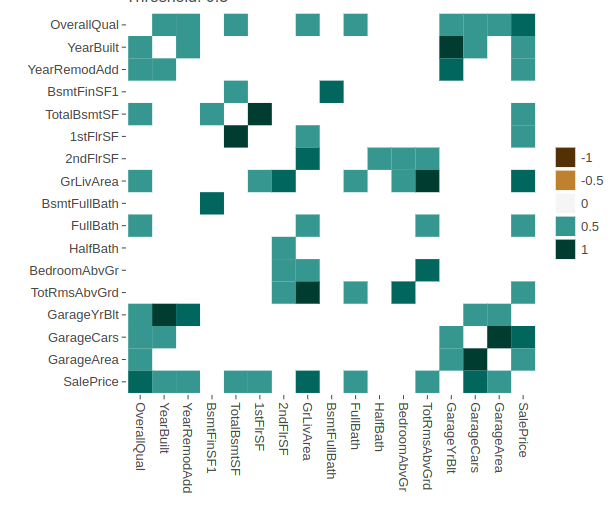 OverallQual
YearBuilt
YearRemodAdd
BsmtFinSF1
TotalBsmtSF
1stFlrSF
2ndFlrSF
GrLivArea
BsmtFullBath
FullBath
HalfBath
BedroomAbvGr
TotRmsAbvGrd
GarageYrBlt
GarageCars
GarageArea
SalePrice
-1
-0.5
0
0.5
1
OverallQual
YearBuilt
YearRemodAdd
BsmtFinSF1
TotalBsmtSF
1stFlrSF
2ndFlrSF
GrLivArea
BsmtFullBath
FullBath
HalfBath
BedroomAbvGr
TotRmsAbvGrd
GarageYrBlt
GarageCars
GarageArea
SalePrice